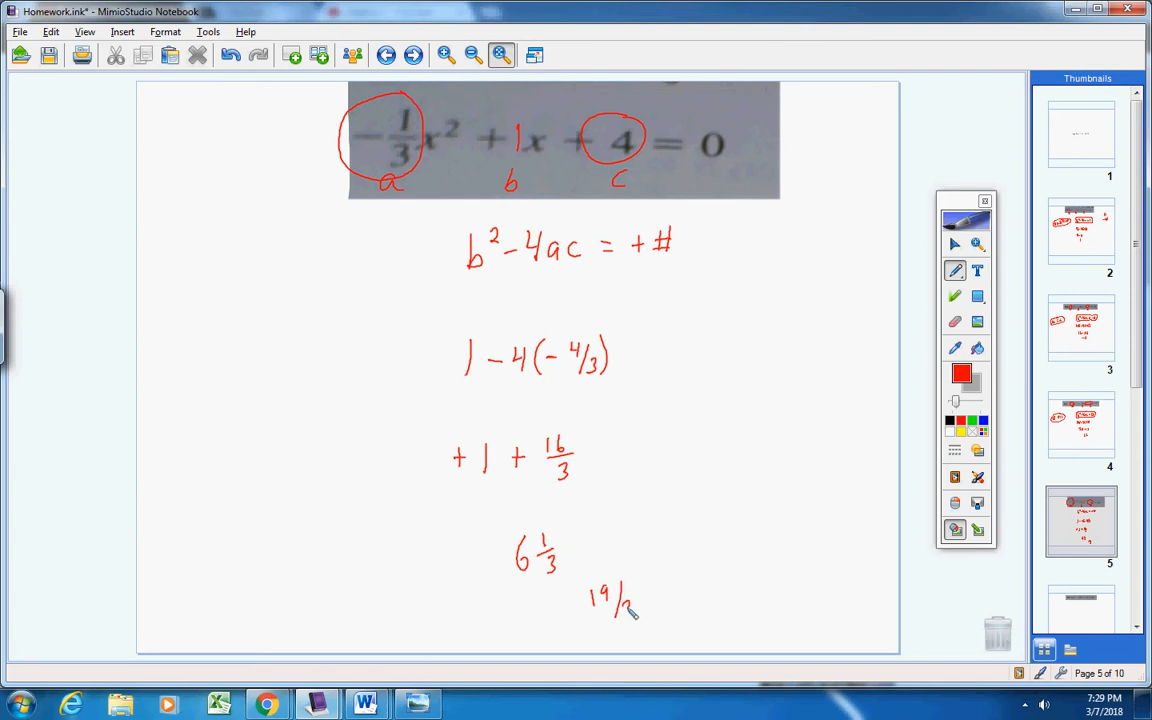 Homework.ink* - MimioStudio Notebook
File Edit View Insert Format Tools Help
Thumbnails
-1/3x² + 1x + 4 = 0
a b c
b² - 4ac = + #
1 - 4(- 4/3)
+ 1 + 16/3
6 1/3
19/
1
2
3
4
5
Page 5 of 10
7:29 PM
3/7/2018